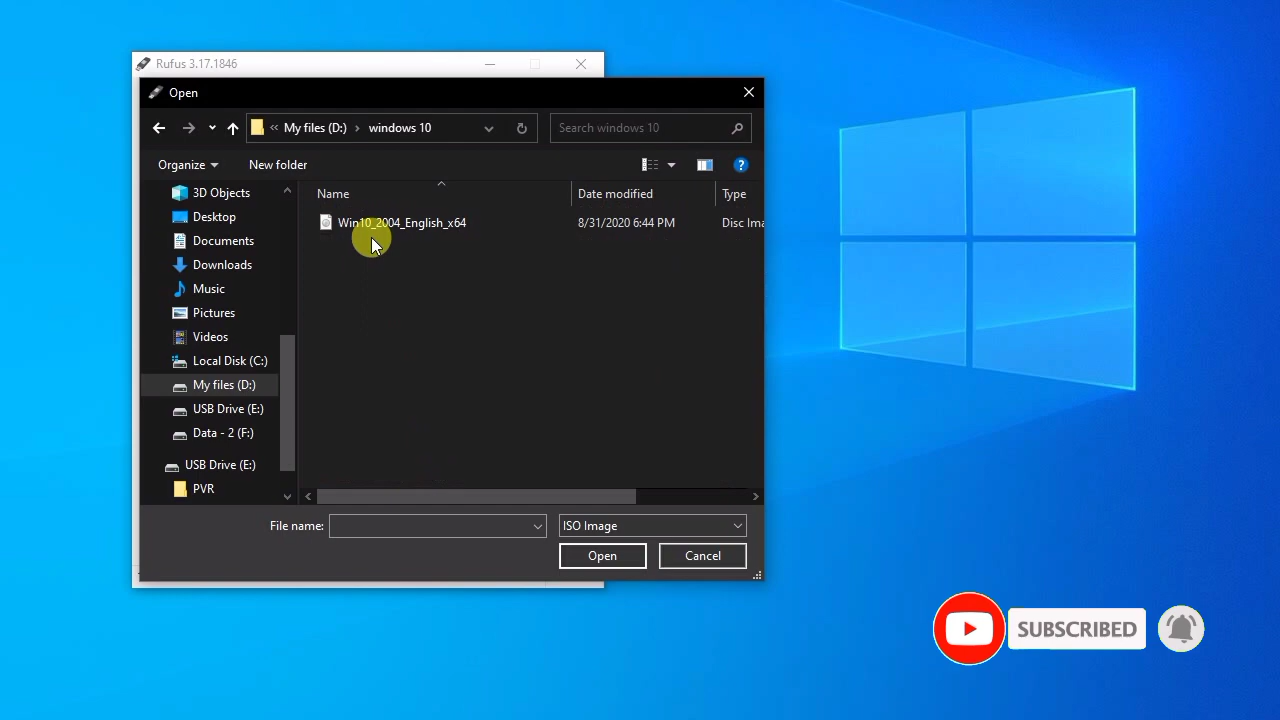 Rufus 3.17.1846
Open
« My files (D:) > windows 10
Search windows 10
Organize
New folder
?
Name
Date modified
Type
Win10_2004_English_x64
8/31/2020 6:44 PM
Disc Ima
3D Objects
Desktop
Documents
Downloads
Music
Pictures
Videos
Local Disk (C:)
My files (D:)
USB Drive (E:)
Data - 2 (F:)
USB Drive (E:)
PVR
File name:
ISO Image
Open
Cancel
SUBSCRIBED